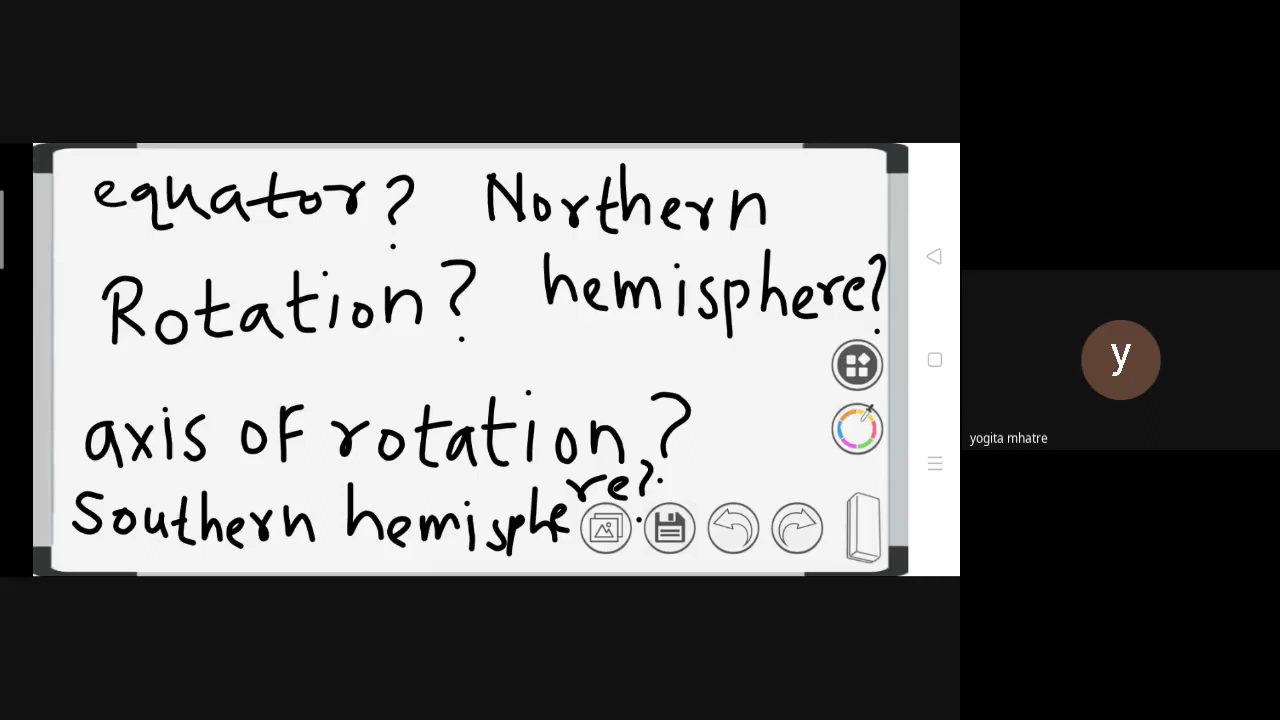 equator? Northern
Rotation? hemisphere?
axis of rotation?
Southern hemisphere?
y
yogita mhatre